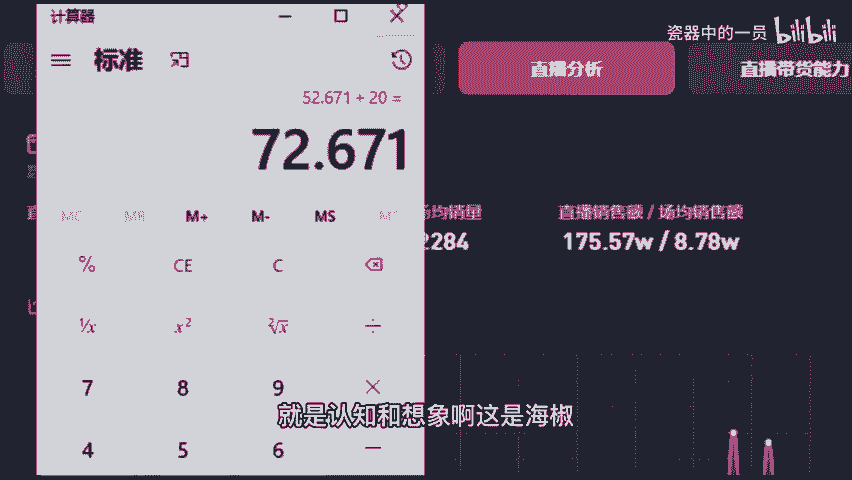 计算器
标准
52.671 + 20 =
72.671
MC MR M+ M- MS
% CE C
¹/x x² ²√x ÷
7 8 9 ×
4 5 6 −
瓷器中的一员 bilibili
直播分析
直播带货能力
场均销量
2284
直播销售额 / 场均销售额
175.57w / 8.78w
就是认知和想象啊这是海椒